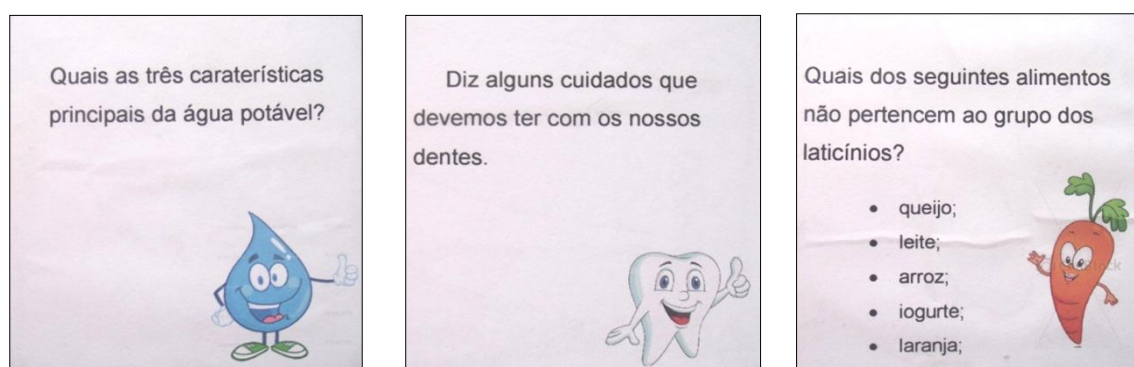 Quais as três caraterísticas
principais da água potável?
Diz alguns cuidados que
devemos ter com os nossos
dentes.
Quais dos seguintes alimentos
não pertencem ao grupo dos
laticínios?
• queijo;
• leite;
• arroz;
• iogurte;
• laranja;